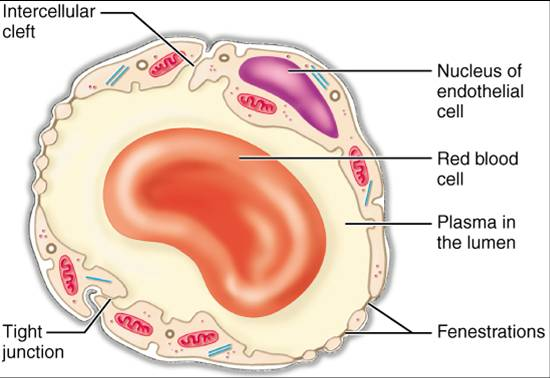 Intercellular
cleft
Nucleus of
endothelial
cell
Red blood
cell
Plasma in
the lumen
Tight
junction
Fenestrations